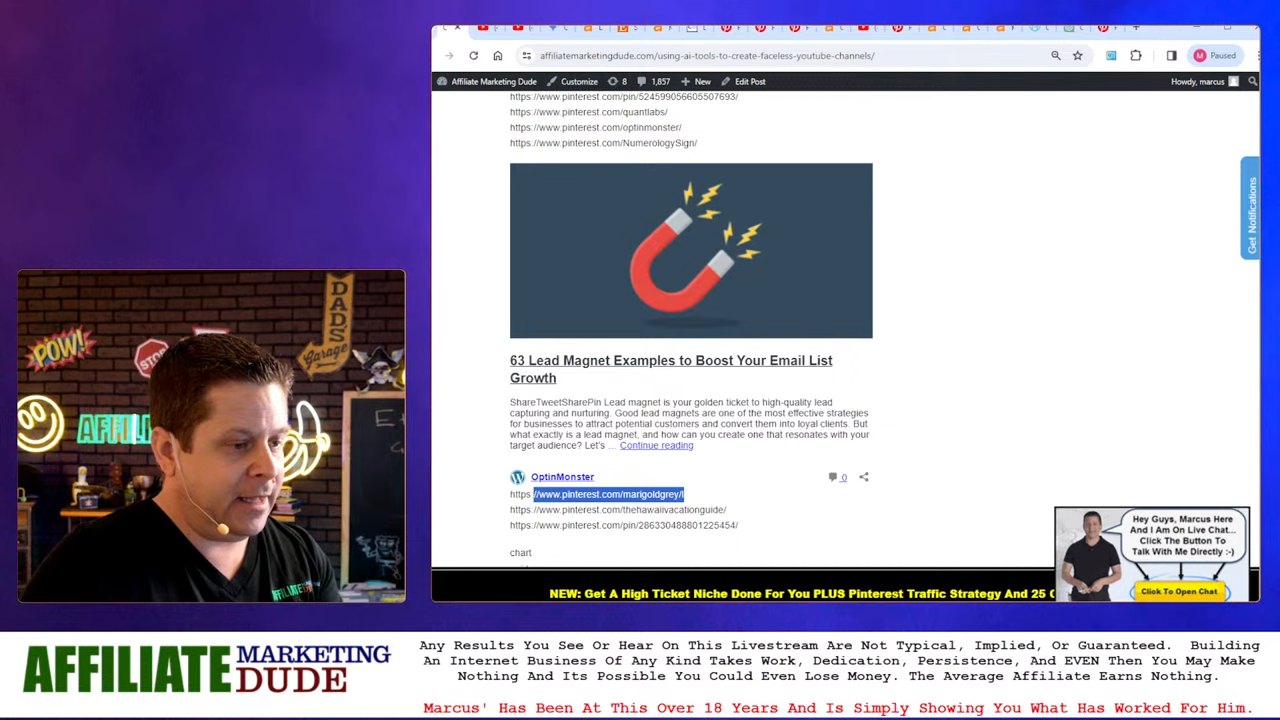 affiliatemarketingdude.com/using-ai-tools-to-create-faceless-youtube-channels/
Paused
Affiliate Marketing Dude
Customize
8
1,857
New
Edit Post
Howdy, marcus
https://www.pinterest.com/pin/524599056605507693/
https://www.pinterest.com/quantlabs/
https://www.pinterest.com/optinmonster/
https://www.pinterest.com/NumerologySign/
Get Notifications
63 Lead Magnet Examples to Boost Your Email List
Growth
ShareTweetSharePin Lead magnet is your golden ticket to high-quality lead
capturing and nurturing. Good lead magnets are one of the most effective strategies
for businesses to attract potential customers and convert them into loyal clients. But
what exactly is a lead magnet, and how can you create one that resonates with your
target audience? Let's … Continue reading
OptinMonster
0
https://www.pinterest.com/marigoldgrey/
https://www.pinterest.com/thehawaiivacationguide/
https://www.pinterest.com/pin/286330488801225454/
chart
Hey Guys, Marcus Here
And I Am On Live Chat...
Click The Button To
Talk With Me Directly :-)
Click To Open Chat
NEW: Get A High Ticket Niche Done For You PLUS Pinterest Traffic Strategy And 25
POW!
STOP
DADS
Garage
AFFILI
AFFILIATE
MARKETING
DUDE
Any Results You See Or Hear On This Livestream Are Not Typical, Implied, Or Guaranteed. Building
An Internet Business Of Any Kind Takes Work, Dedication, Persistence, And EVEN Then You May Make
Nothing And Its Possible You Could Even Lose Money. The Average Affiliate Earns Nothing.
Marcus' Has Been At This Over 18 Years And Is Simply Showing You What Has Worked For Him.